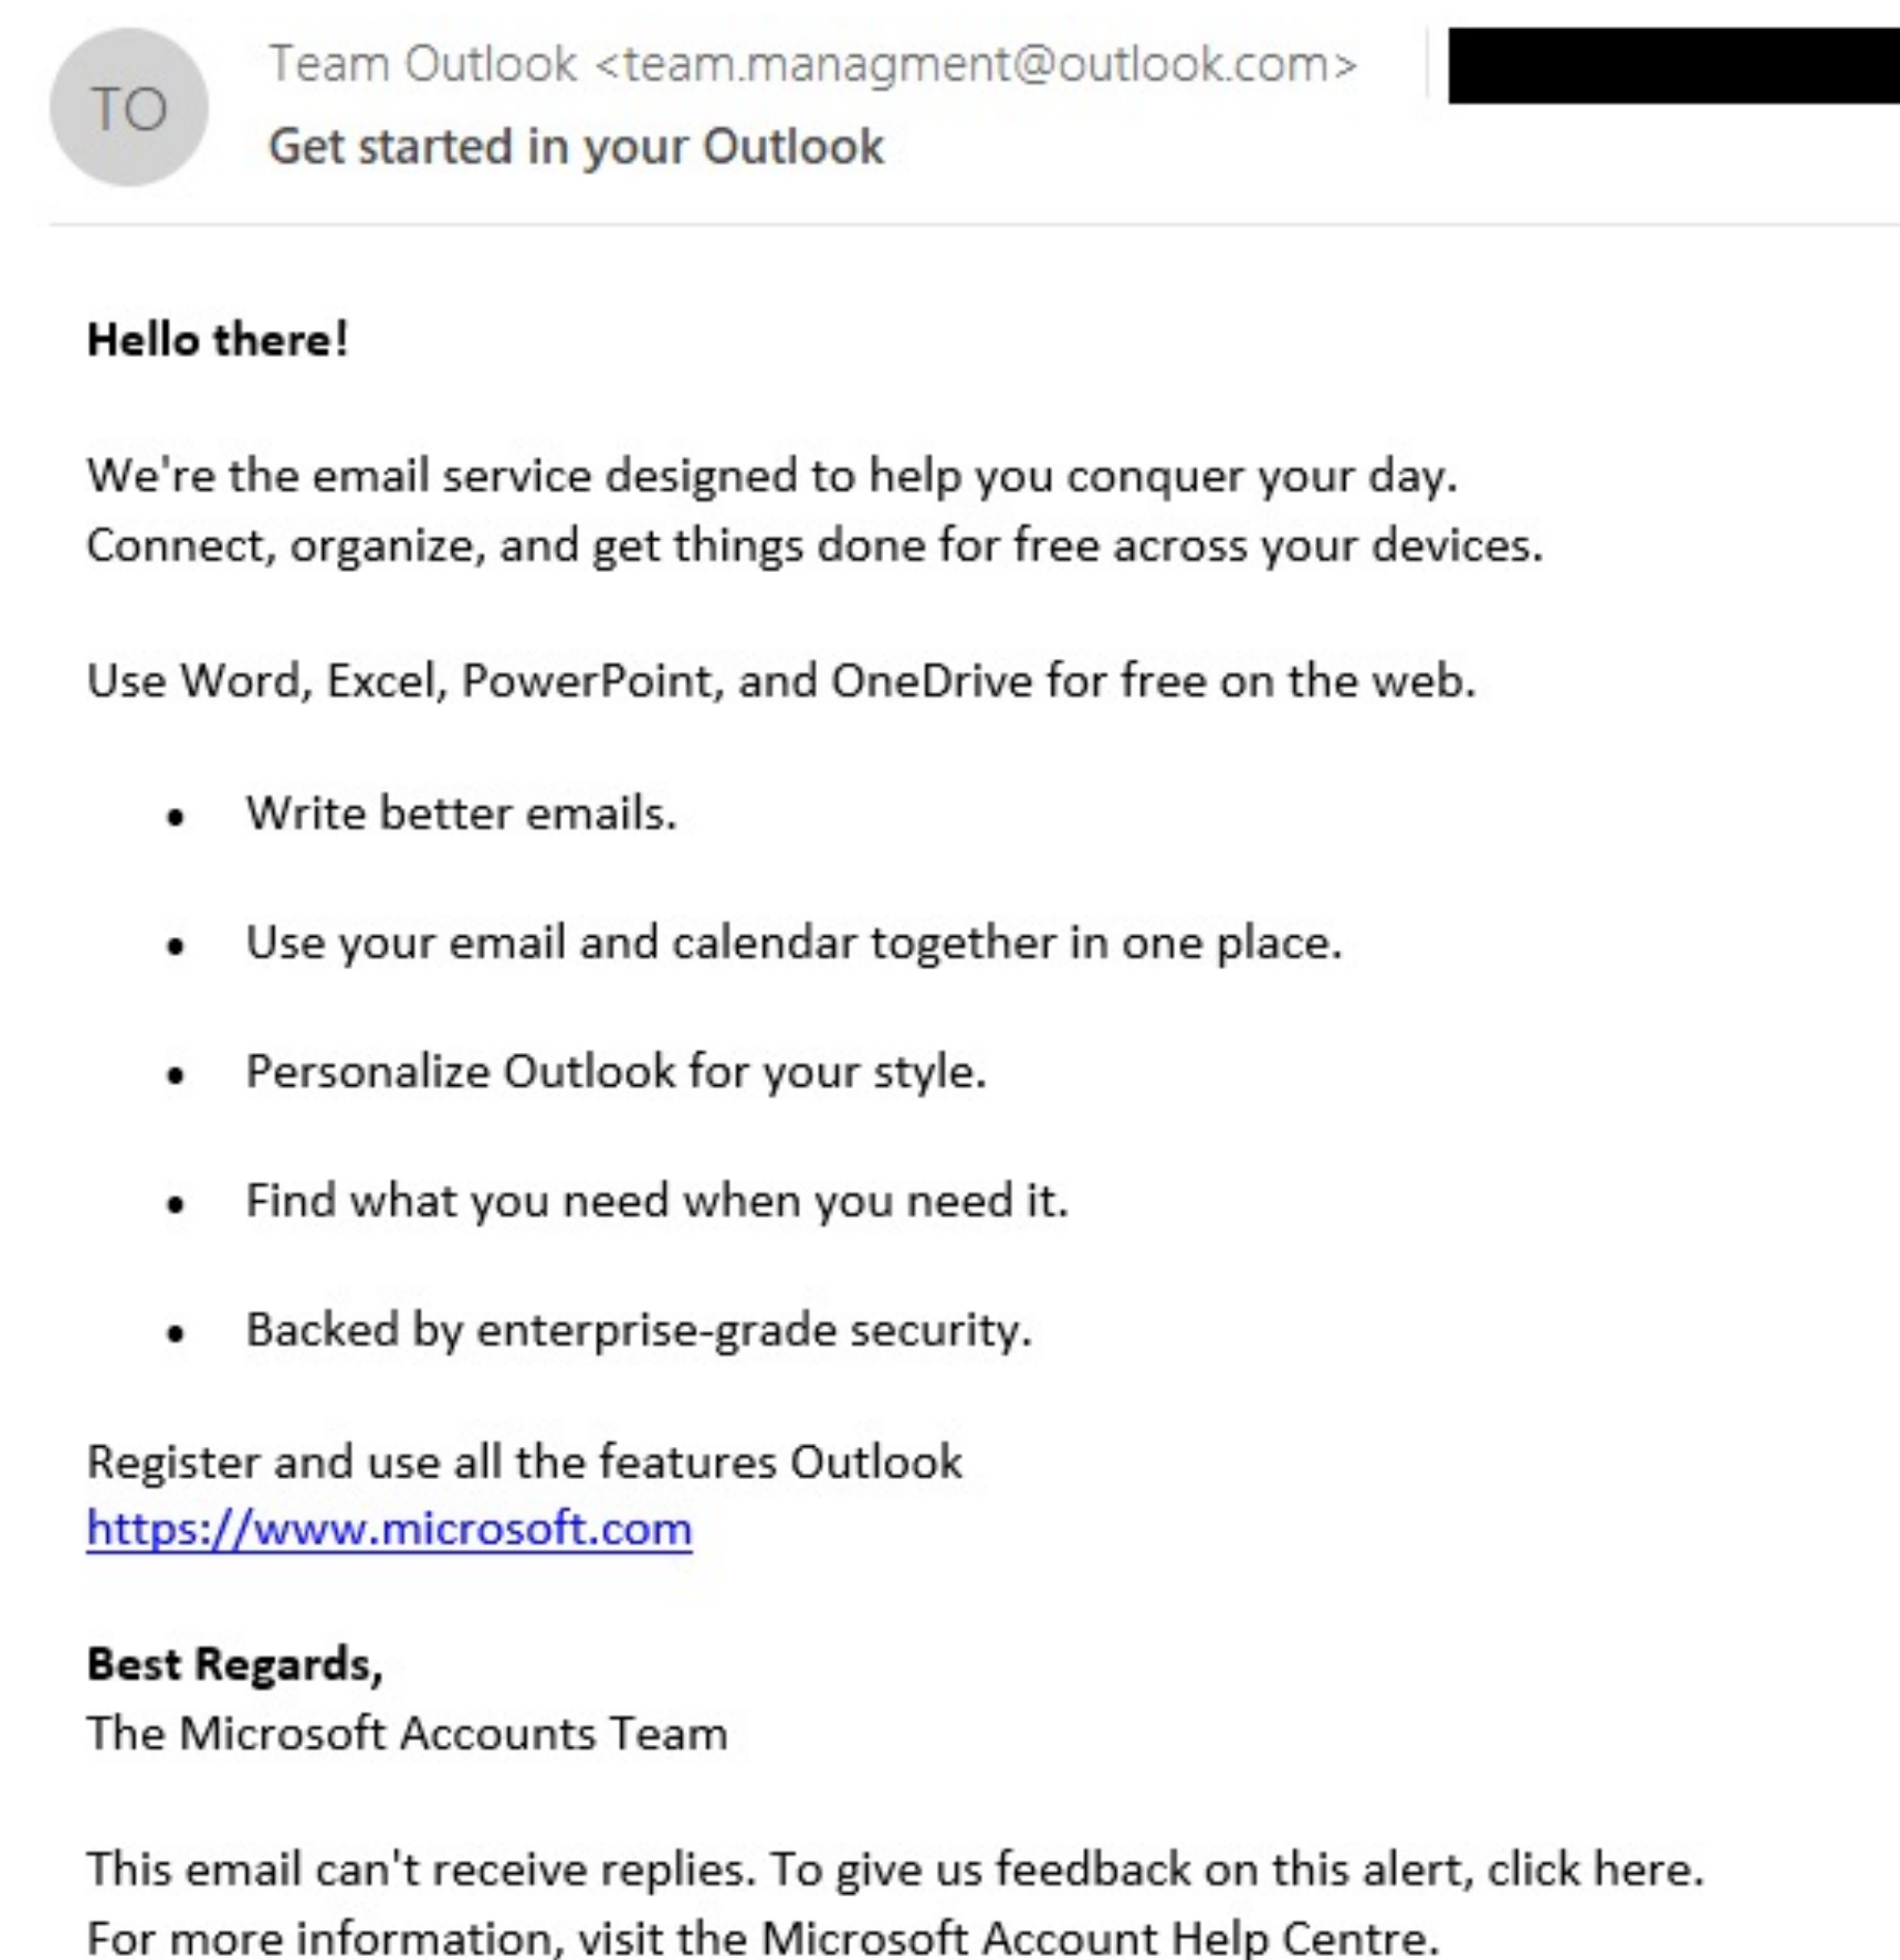 TO
Team Outlook <team.managment@outlook.com>
Get started in your Outlook
Hello there!
We're the email service designed to help you conquer your day.
Connect, organize, and get things done for free across your devices.
Use Word, Excel, PowerPoint, and OneDrive for free on the web.
• Write better emails.
• Use your email and calendar together in one place.
• Personalize Outlook for your style.
• Find what you need when you need it.
• Backed by enterprise-grade security.
Register and use all the features Outlook
https://www.microsoft.com
Best Regards,
The Microsoft Accounts Team
This email can't receive replies. To give us feedback on this alert, click here.
For more information, visit the Microsoft Account Help Centre.